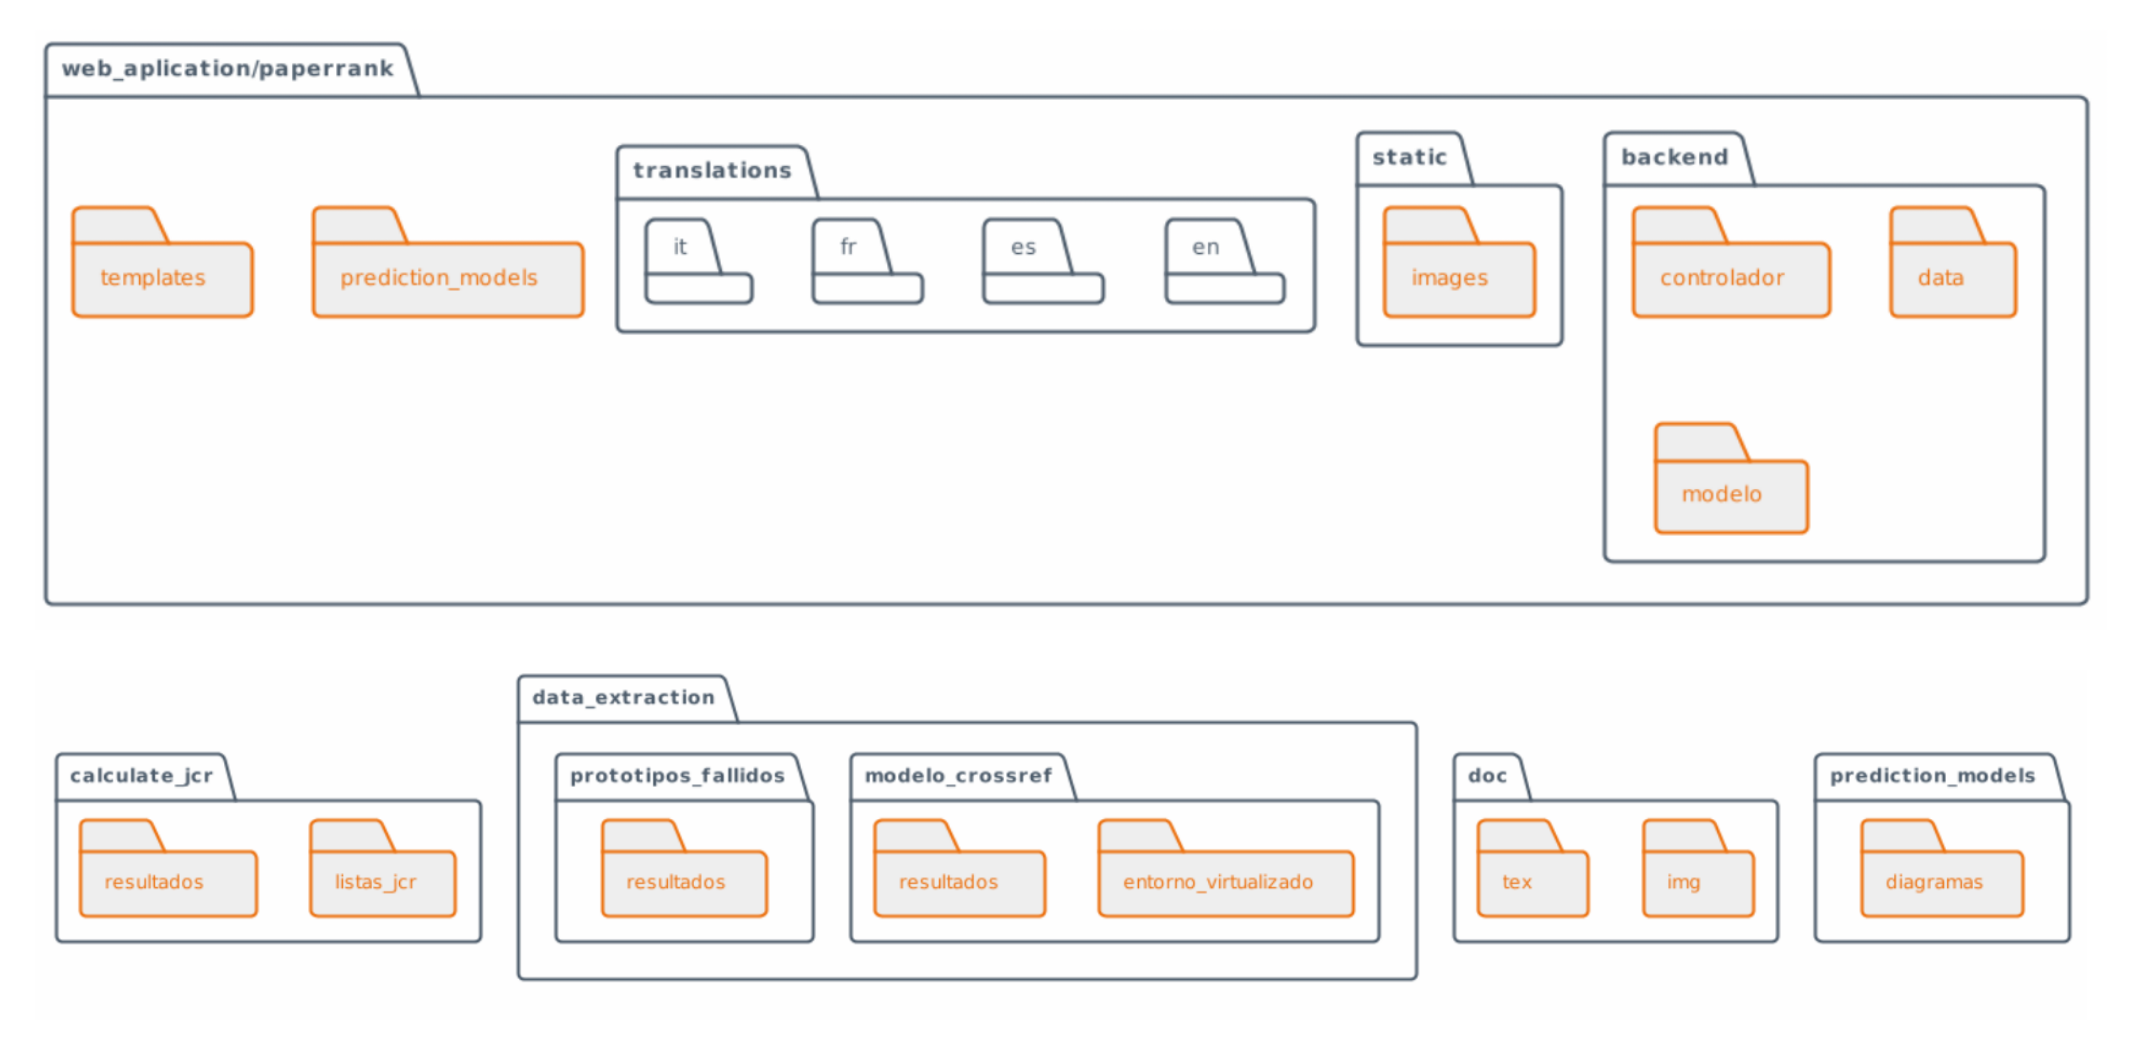 web_aplication/paperrank
templates
prediction_models
translations
it
fr
es
en
static
images
backend
controlador
data
modelo
calculate_jcr
resultados
listas_jcr
data_extraction
prototipos_fallidos
resultados
modelo_crossref
resultados
entorno_virtualizado
doc
tex
img
prediction_models
diagramas